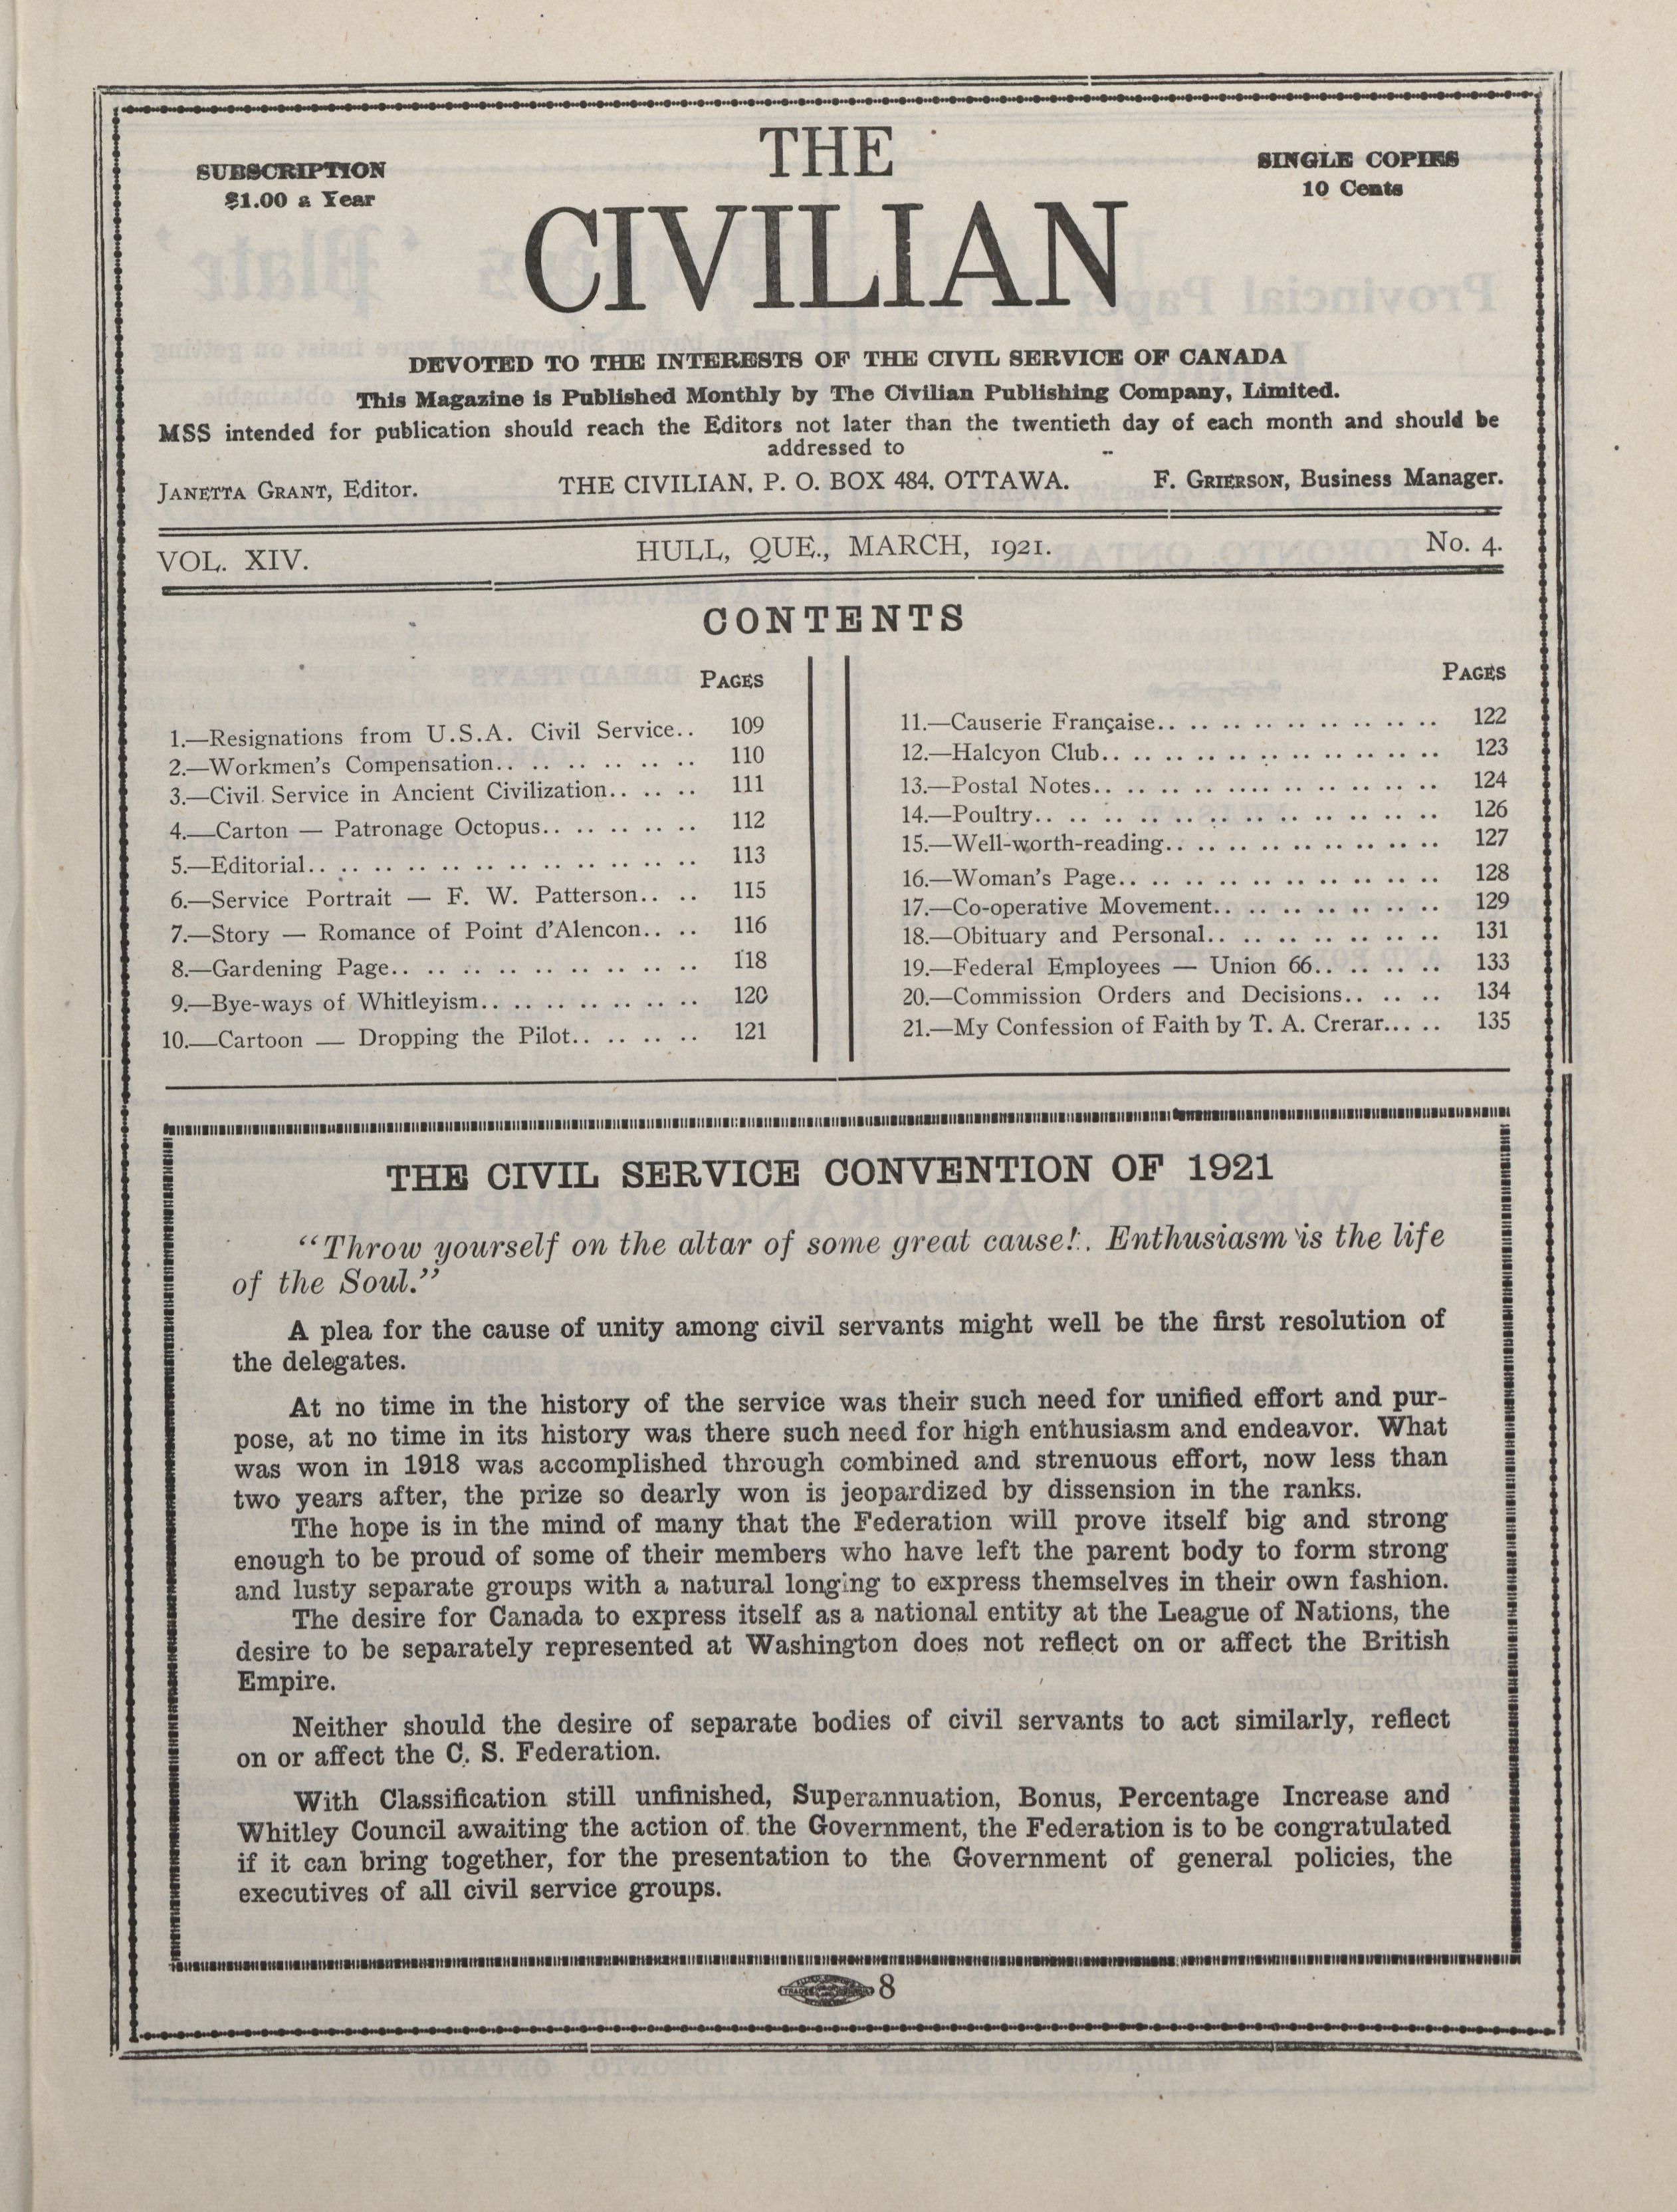 SUBSCRIPTION
$1.00 a Year
THE
CIVILIAN
SINGLE COPIES
10 Cents
DEVOTED TO THE INTERESTS OF THE CIVIL SERVICE OF CANADA
This Magazine is Published Monthly by The Civilian Publishing Company, Limited.
MSS intended for publication should reach the Editors not later than the twentieth day of each month and should be
addressed to
JANETTA GRANT, Editor. THE CIVILIAN, P. O. BOX 484, OTTAWA. F. GRIERSON, Business Manager.
VOL. XIV. HULL, QUE., MARCH, 1921. No. 4.
CONTENTS
PAGES
1.—Resignations from U.S.A. Civil Service.. 109
2.—Workmen's Compensation.. .. .. .. .. .. .. 110
3.—Civil Service in Ancient Civilization.. .. .. 111
4.—Carton — Patronage Octopus.. .. .. .. .. 112
5.—Editorial.. .. .. .. .. .. .. .. .. .. .. .. 113
6.—Service Portrait — F. W. Patterson.. .. 115
7.—Story — Romance of Point d'Alencon.. .. 116
8.—Gardening Page.. .. .. .. .. .. .. .. .. .. 118
9.—Bye-ways of Whitleyism.. .. .. .. .. .. .. 120
10.—Cartoon — Dropping the Pilot.. .. .. .. 121
PAGES
11.—Causerie Française.. .. .. .. .. .. .. .. .. 122
12.—Halcyon Club.. .. .. .. .. .. .. .. .. .. .. 123
13.—Postal Notes.. .. .. .. .... .. .. .. .. .. 124
14.—Poultry.. .. .. .. .. .. .. .. .. .. .. .. .. 126
15.—Well-worth-reading.. .. .. .. .. .. .. .. .. 127
16.—Woman's Page.. .. .. .. .. .. .. .. .. .. 128
17.—Co-operative Movement.. .. .. .. .. .. .. 129
18.—Obituary and Personal.. .. .. .. .. .. .. 131
19.—Federal Employees — Union 66.. .. .. .. 133
20.—Commission Orders and Decisions.. .. .. 134
21.—My Confession of Faith by T. A. Crerar... .. 135
THE CIVIL SERVICE CONVENTION OF 1921
"Throw yourself on the altar of some great cause!. Enthusiasm is the life
of the Soul."
A plea for the cause of unity among civil servants might well be the first resolution of
the delegates.
At no time in the history of the service was their such need for unified effort and pur-
pose, at no time in its history was there such need for high enthusiasm and endeavor. What
was won in 1918 was accomplished through combined and strenuous effort, now less than
two years after, the prize so dearly won is jeopardized by dissension in the ranks.
The hope is in the mind of many that the Federation will prove itself big and strong
enough to be proud of some of their members who have left the parent body to form strong
and lusty separate groups with a natural longing to express themselves in their own fashion.
The desire for Canada to express itself as a national entity at the League of Nations, the
desire to be separately represented at Washington does not reflect on or affect the British
Empire.
Neither should the desire of separate bodies of civil servants to act similarly, reflect
on or affect the C. S. Federation.
With Classification still unfinished, Superannuation, Bonus, Percentage Increase and
Whitley Council awaiting the action of the Government, the Federation is to be congratulated
if it can bring together, for the presentation to the Government of general policies, the
executives of all civil service groups.
8